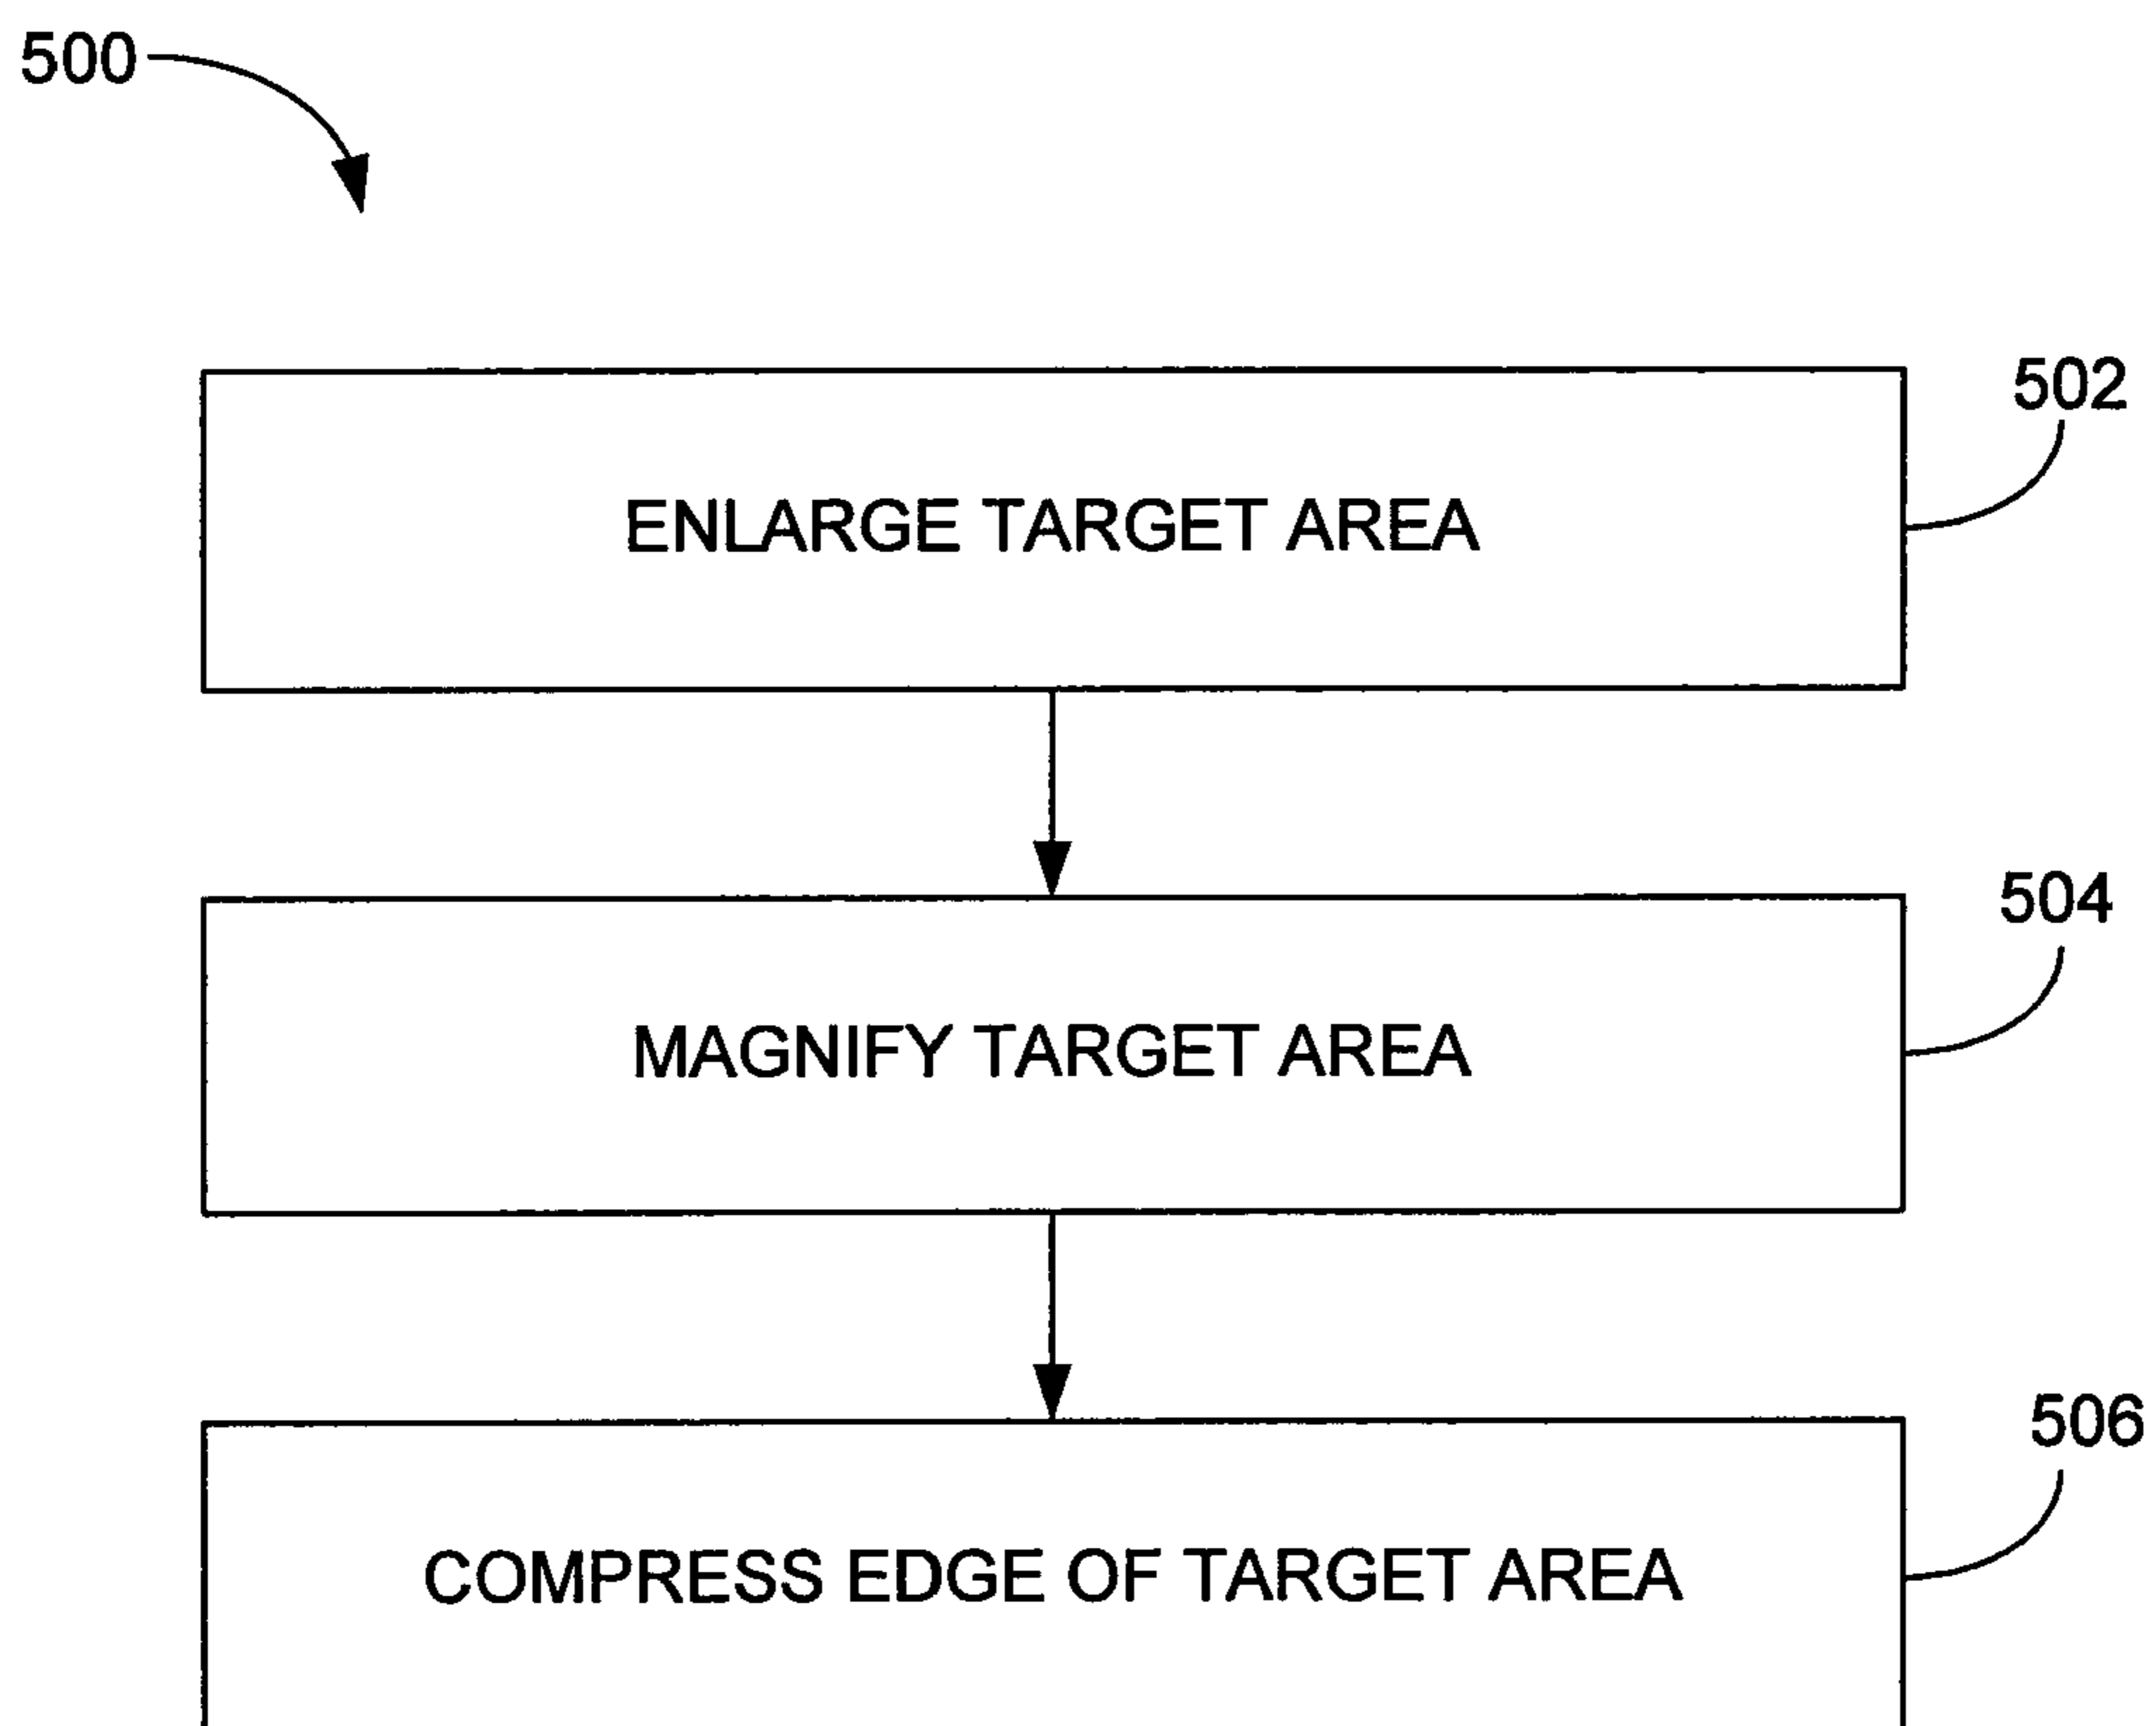 500
502
ENLARGE TARGET AREA
504
MAGNIFY TARGET AREA
506
COMPRESS EDGE OF TARGET AREA